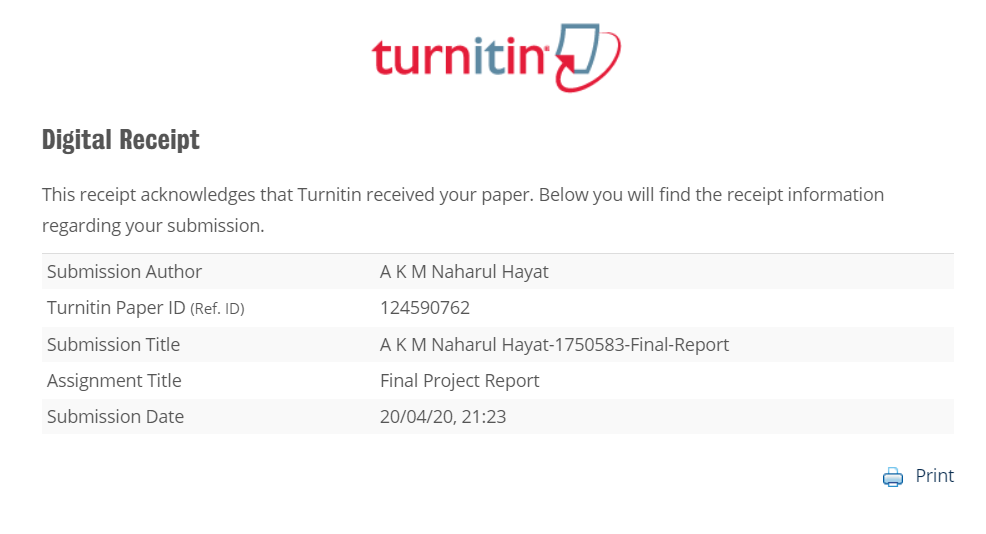 turnitin
Digital Receipt
This receipt acknowledges that Turnitin received your paper. Below you will find the receipt information
regarding your submission.
Submission Author A K M Naharul Hayat
Turnitin Paper ID (Ref. ID) 124590762
Submission Title A K M Naharul Hayat-1750583-Final-Report
Assignment Title Final Project Report
Submission Date 20/04/20, 21:23
Print